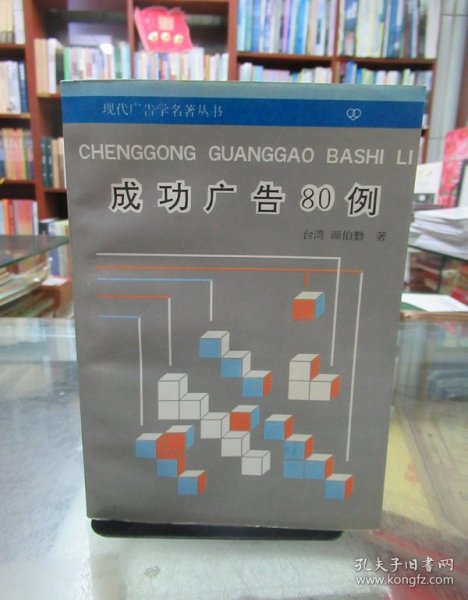 现代广告学名著丛书
CHENGGONG GUANGGAO BASHI LI
成功广告80例
台湾 颜伯勤 著
孔夫子旧书网
www.kongfz.com